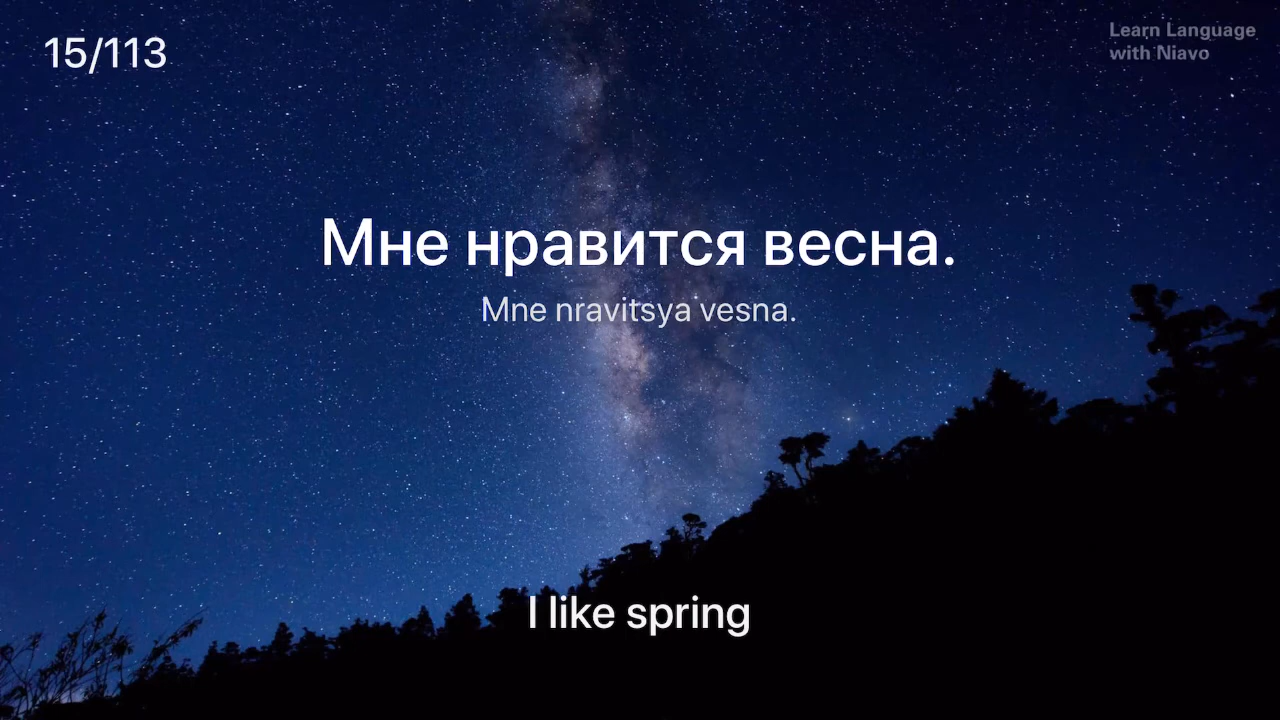 15/113
Learn Language
with Niavo
Мне нравится весна.
Mne nravitsya vesna.
I like spring